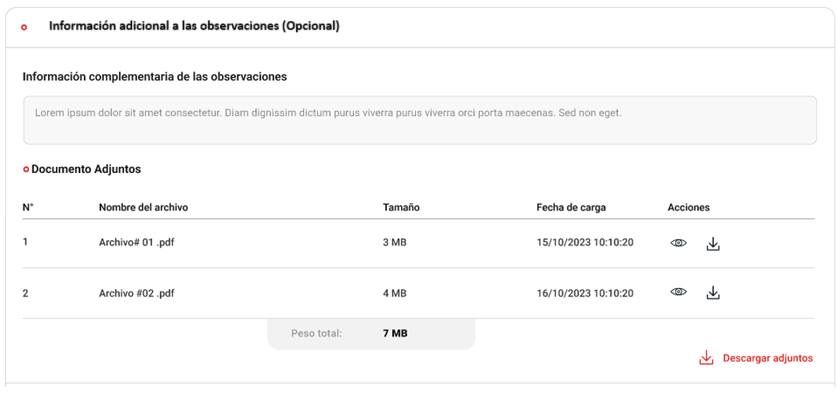 Información adicional a las observaciones (Opcional)
Información complementaria de las observaciones
Lorem ipsum dolor sit amet consectetur. Diam dignissim dictum purus viverra purus viverra orci porta maecenas. Sed non eget.
Documento Adjuntos
N° Nombre del archivo Tamaño Fecha de carga Acciones
1 Archivo# 01 .pdf 3 MB 15/10/2023 10:10:20
2 Archivo #02 .pdf 4 MB 16/10/2023 10:10:20
Peso total: 7 MB
Descargar adjuntos